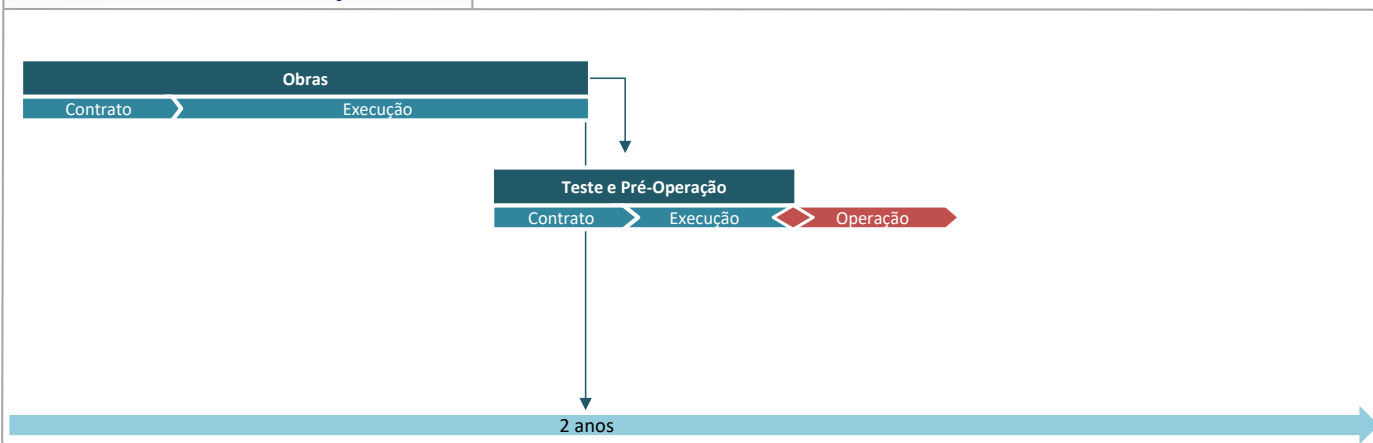 Obras
Contrato
Execução
Teste e Pré-Operação
Contrato
Execução
Operação
2 anos